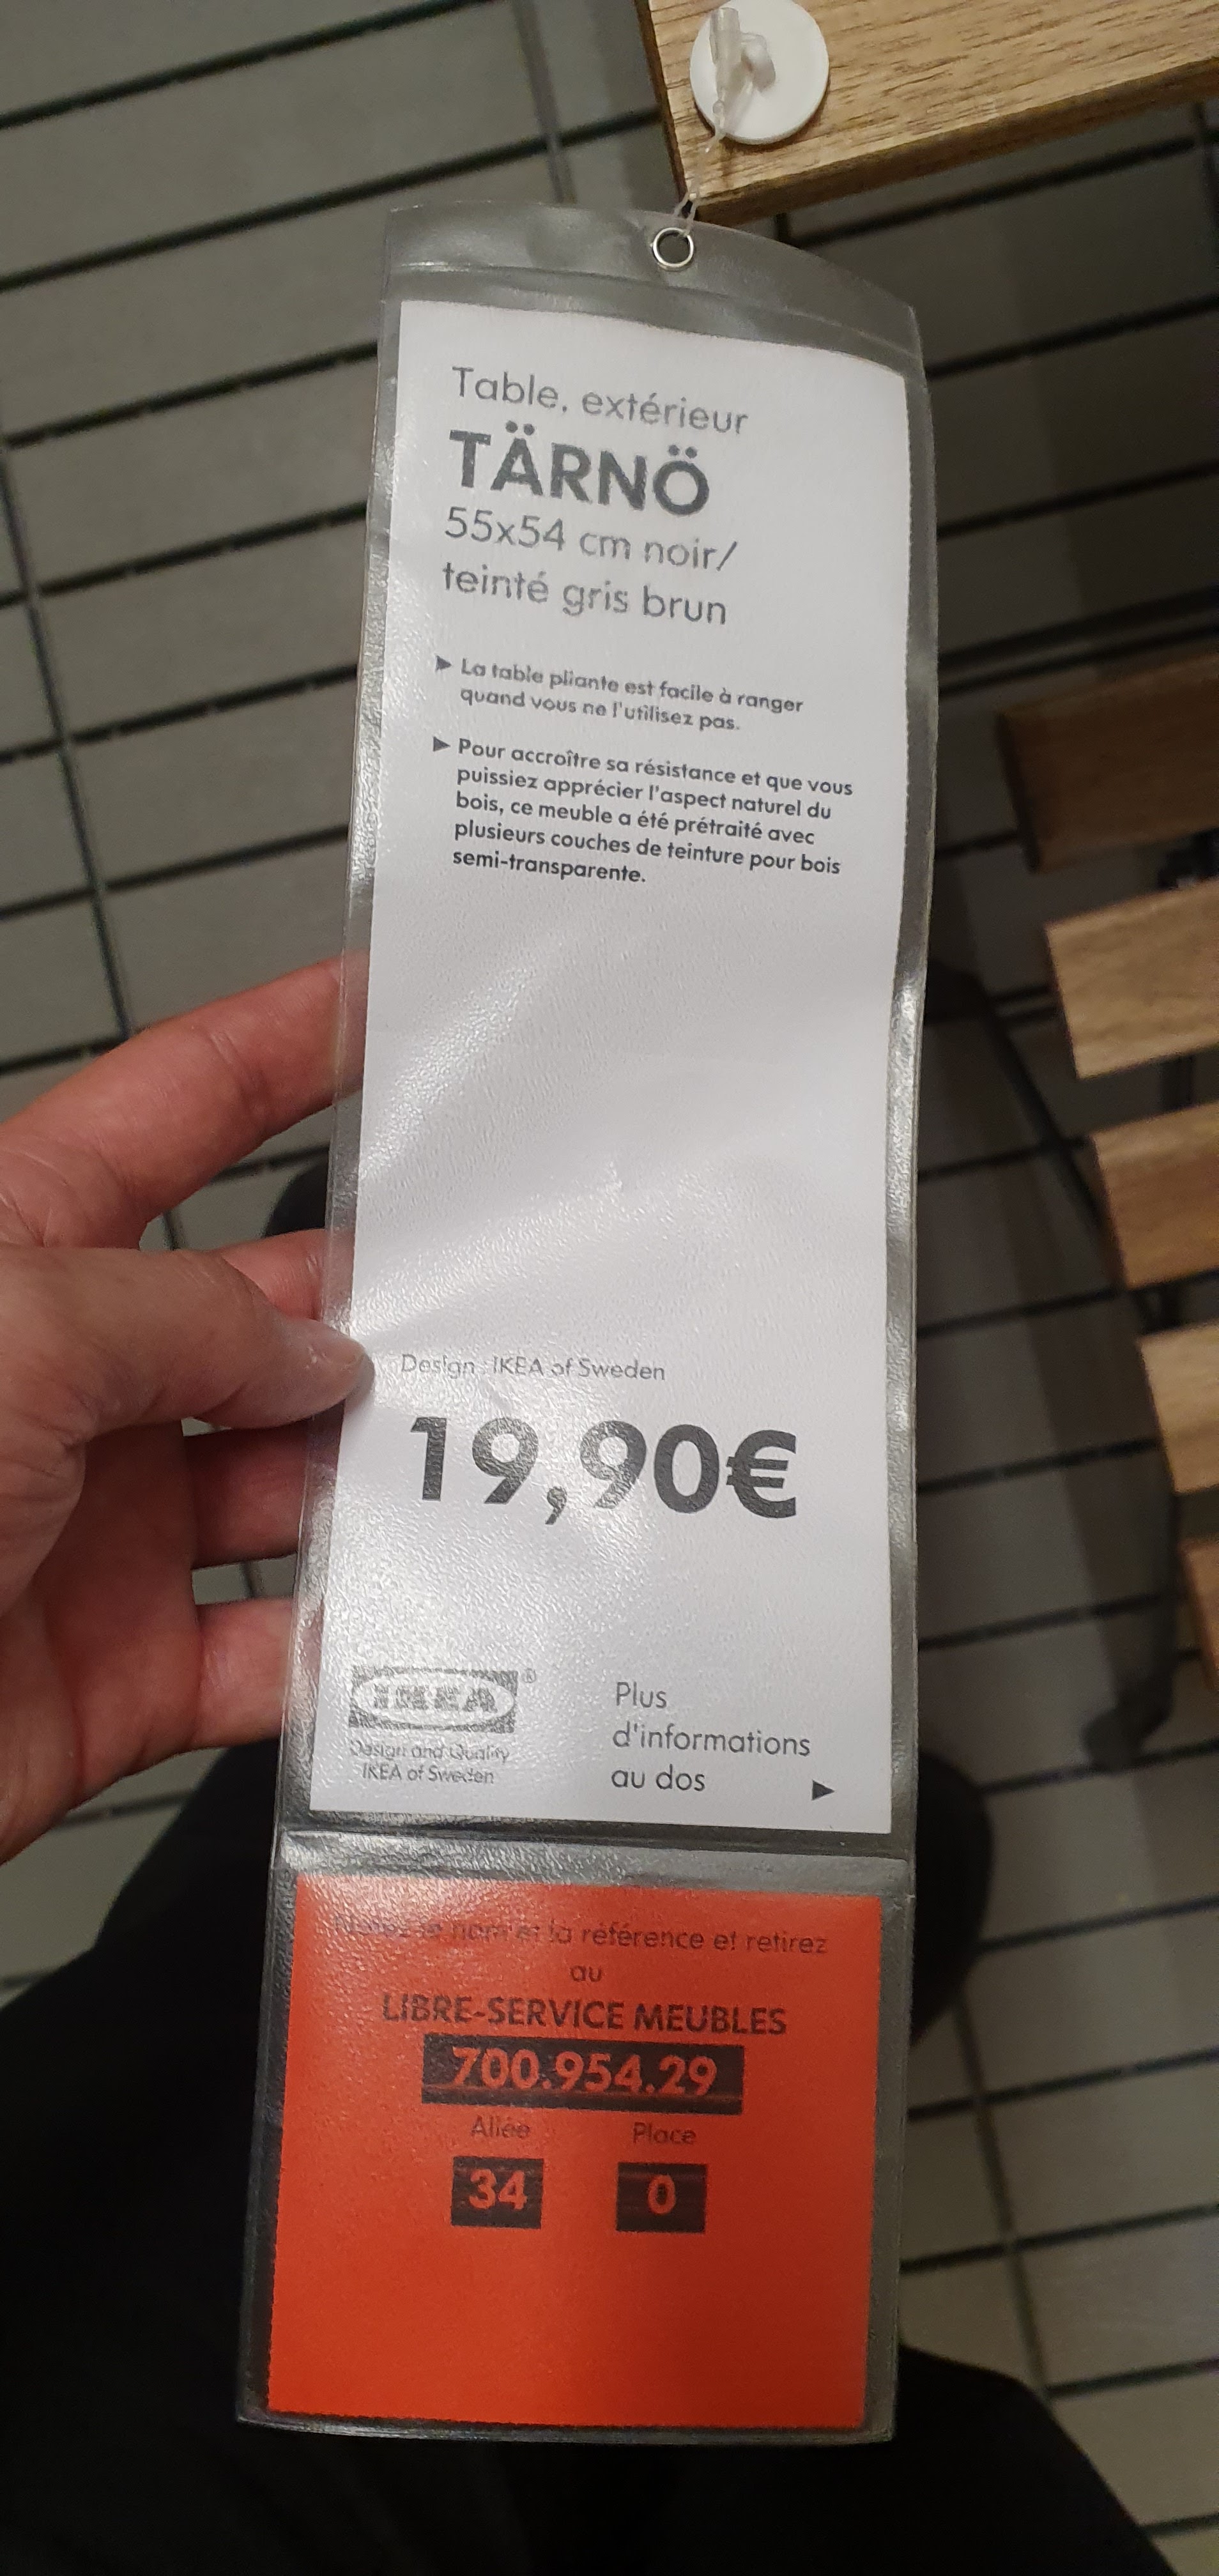 Table, extérieur
TÄRNÖ
55x54 cm noir/
teinté gris brun
► La table pliante est facile à ranger
quand vous ne l'utilisez pas.
► Pour accroître sa résistance et que vous
puissiez apprécier l'aspect naturel du
bois, ce meuble a été prétraité avec
plusieurs couches de teinture pour bois
semi-transparente.
Design : IKEA of Sweden
19,90€
IKEA®
Design and Quality
IKEA of Sweden
Plus
d'informations
au dos ►
le nom et la référence et retirez
au
LIBRE-SERVICE MEUBLES
700.954.29
Allée Place
34 0